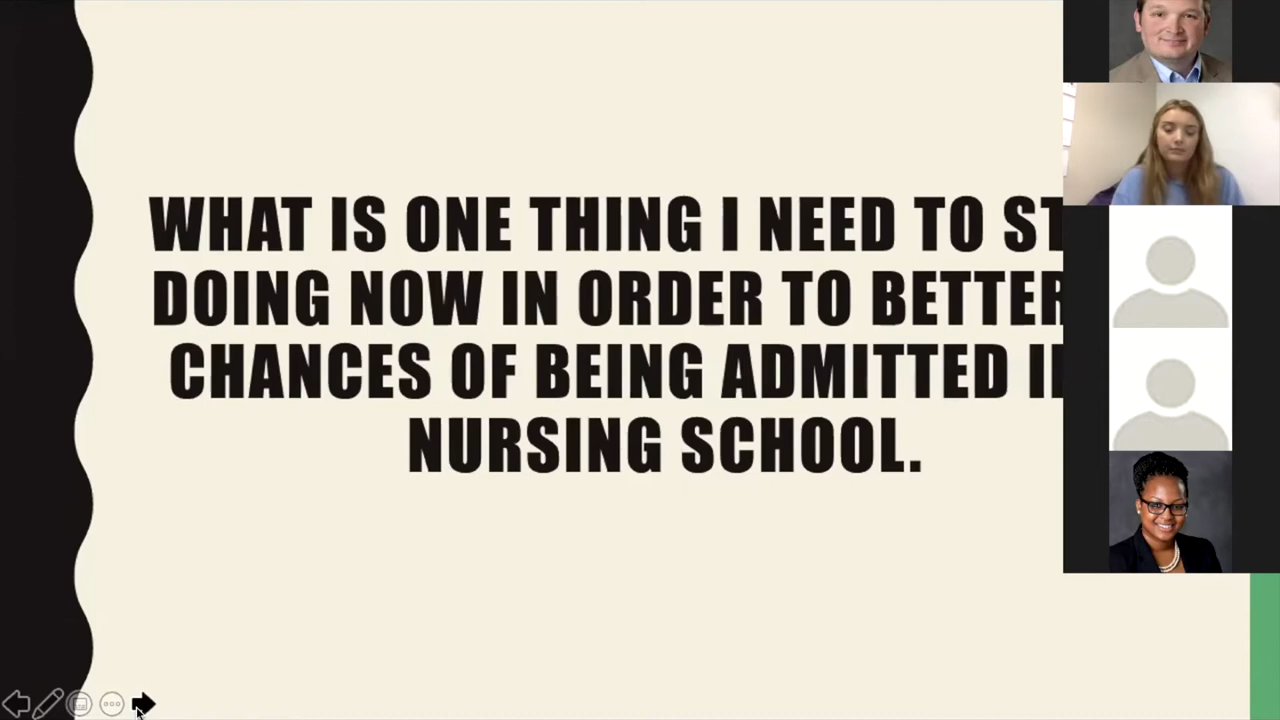 WHAT IS ONE THING I NEED TO
DOING NOW IN ORDER TO BETTER
CHANCES OF BEING ADMITTED
NURSING SCHOOL.